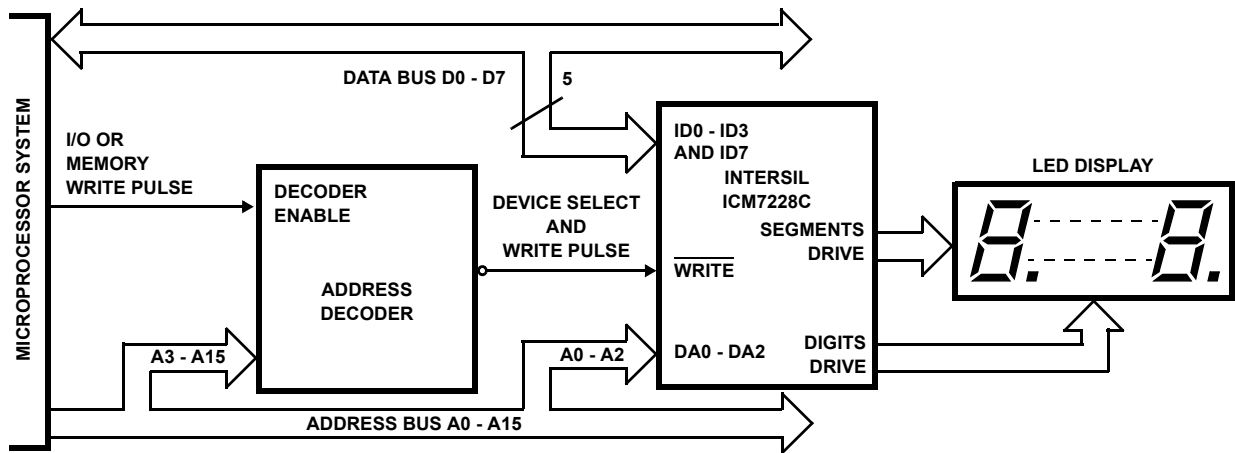 MICROPROCESSOR SYSTEM
DATA BUS D0 - D7
5
I/O OR
MEMORY
WRITE PULSE
DECODER
ENABLE
ADDRESS
DECODER
DEVICE SELECT
AND
WRITE PULSE
ID0 - ID3
AND ID7
INTERSIL
ICM7228C
SEGMENTS
DRIVE
WRITE
DA0 - DA2
DIGITS
DRIVE
LED DISPLAY
8. 8.
A3 - A15
A0 - A2
ADDRESS BUS A0 - A15